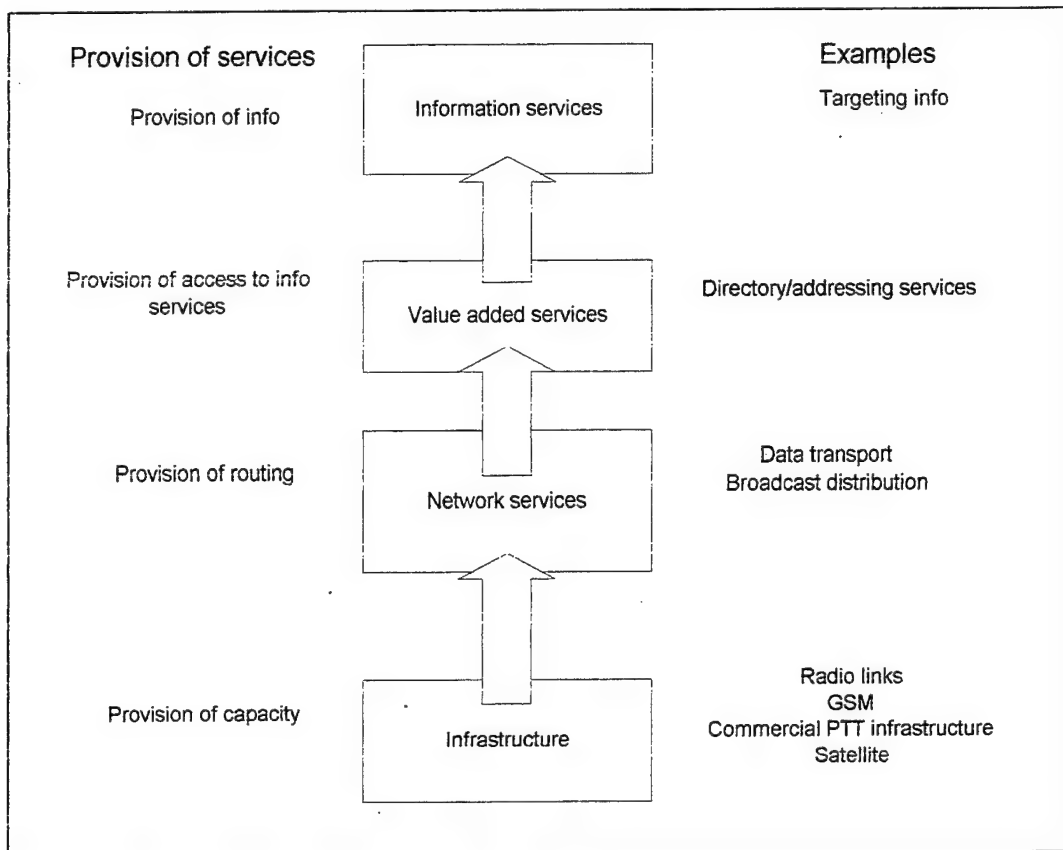 Provision of services
Examples
Provision of info
Information services
Targeting info
Provision of access to info
services
Value added services
Directory/addressing services
Provision of routing
Network services
Data transport
Broadcast distribution
Provision of capacity
Infrastructure
Radio links
GSM
Commercial PTT infrastructure
Satellite